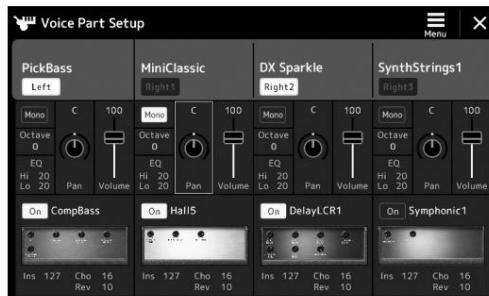 Voice Part Setup
Menu
PickBass MiniClassic DX Sparkle SynthStrings1
Left Right1 Right2 Right3
Mono C 100 Mono C 100 Mono C 100 Mono C 100
Octave Octave Octave Octave
0 0 0 0
EQ EQ EQ EQ
Hi 20 Hi 20 Hi 20 Hi 20
Lo 20 Pan Volume Lo 20 Pan Volume Lo 20 Pan Volume Lo 20 Pan Volume
On CompBass On Hall5 On DelayLCR1 On Symphonic1
Ins 127 Cho 16 Ins 127 Cho 16 Ins 127 Cho 16 Ins 127 Cho 16
Rev 10 Rev 10 Rev 10 Rev 10